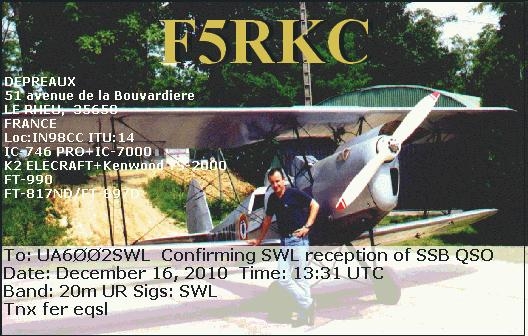 F5RKC
DEPREAUX
51 avenue de la Bouvardiere
LE RHEU, 35650
FRANCE
Loc:IN98CC ITU:14
IC-746 PRO+IC-7000
K2 ELECRAFT+Kenwood 2000
FT-990
FT-817ND/FT-897D
To: UA6ØØ2SWL Confirming SWL reception of SSB QSO
Date: December 16, 2010 Time: 13:31 UTC
Band: 20m UR Sigs: SWL
Tnx fer eqsl